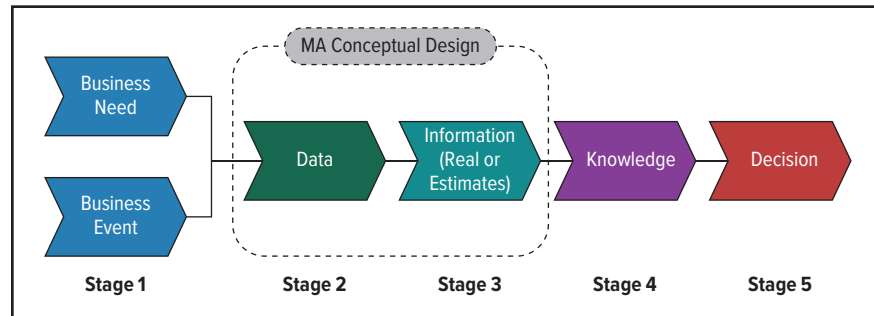 MA Conceptual Design
Business
Need
Business
Event
Data
Information
(Real or
Estimates)
Knowledge
Decision
Stage 1
Stage 2
Stage 3
Stage 4
Stage 5